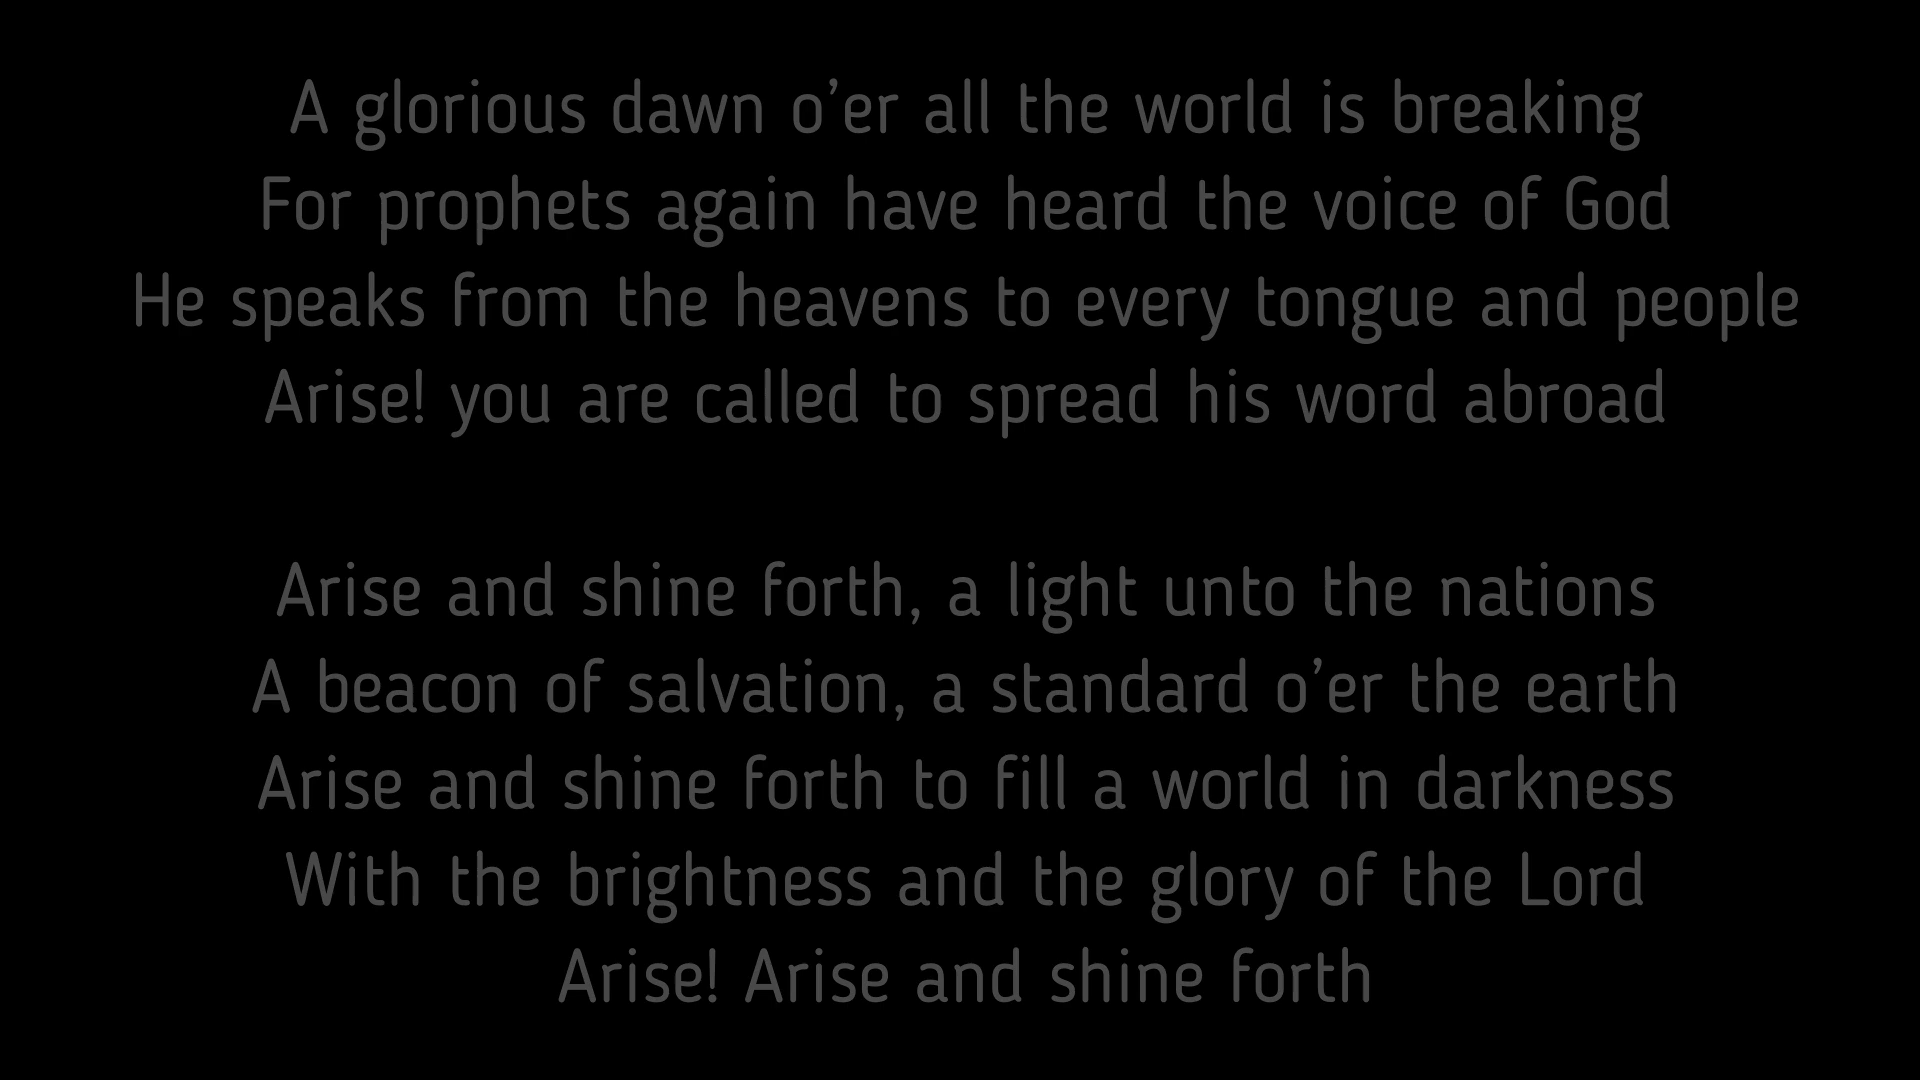 A glorious dawn o’er all the world is breaking
For prophets again have heard the voice of God
He speaks from the heavens to every tongue and people
Arise! you are called to spread his word abroad

Arise and shine forth, a light unto the nations
A beacon of salvation, a standard o’er the earth
Arise and shine forth to fill a world in darkness
With the brightness and the glory of the Lord
Arise! Arise and shine forth